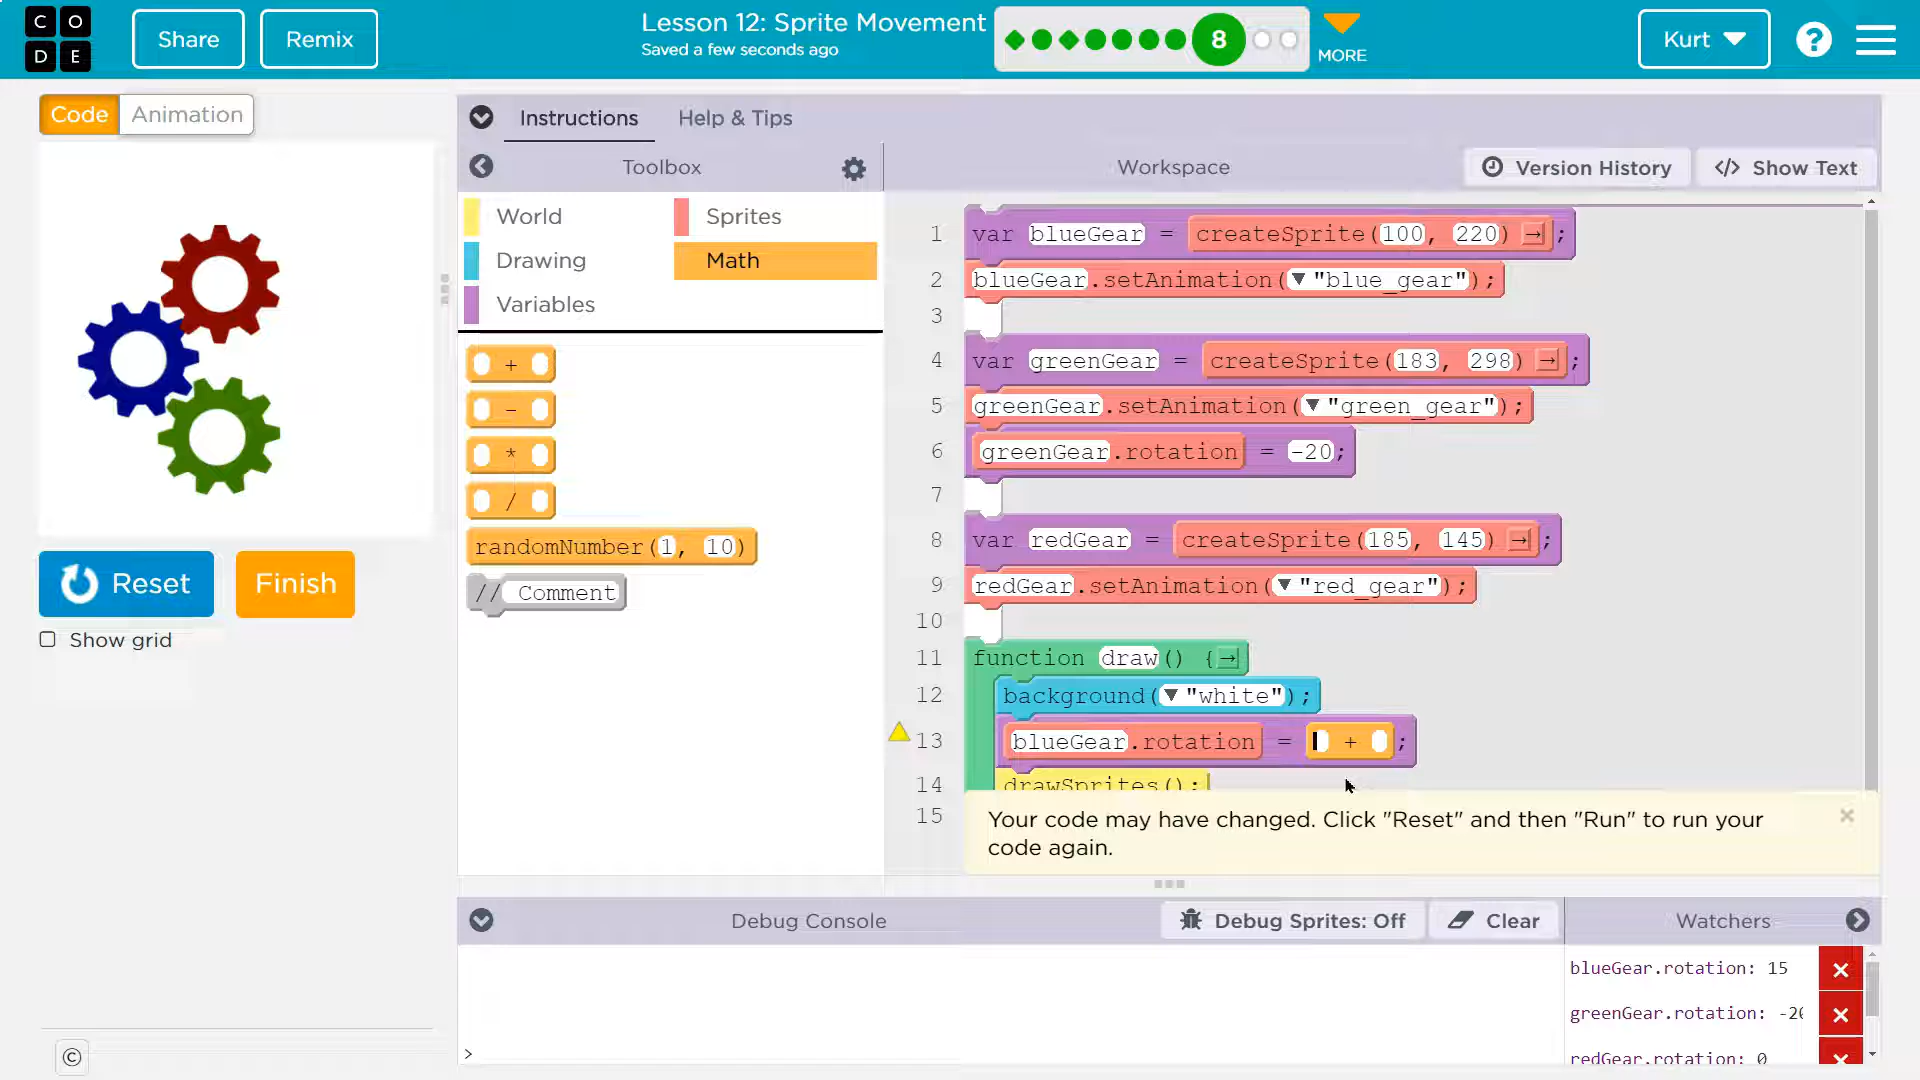 CODE
Share
Remix
Lesson 12: Sprite Movement
Saved a few seconds ago
8
MORE
Kurt
?
Code
Animation
Instructions
Help & Tips
Toolbox
Workspace
Version History
</> Show Text
World
Sprites
Drawing
Math
Variables
+
-
*
/
randomNumber(1, 10)
// Comment
1 var blueGear = createSprite(100, 220) → ;
2 blueGear.setAnimation(▼ "blue_gear");
3
4 var greenGear = createSprite(183, 298) → ;
5 greenGear.setAnimation(▼ "green_gear");
6 greenGear.rotation = -20;
7
8 var redGear = createSprite(185, 145) → ;
9 redGear.setAnimation(▼ "red_gear");
10
11 function draw() { →
12 background(▼ "white");
13 blueGear.rotation = + ;
14 drawSprites();
15
Your code may have changed. Click "Reset" and then "Run" to run your
code again.
Reset
Finish
Show grid
Debug Console
Debug Sprites: Off
Clear
Watchers
blueGear.rotation: 15
greenGear.rotation: -20
redGear.rotation: 0
>
©